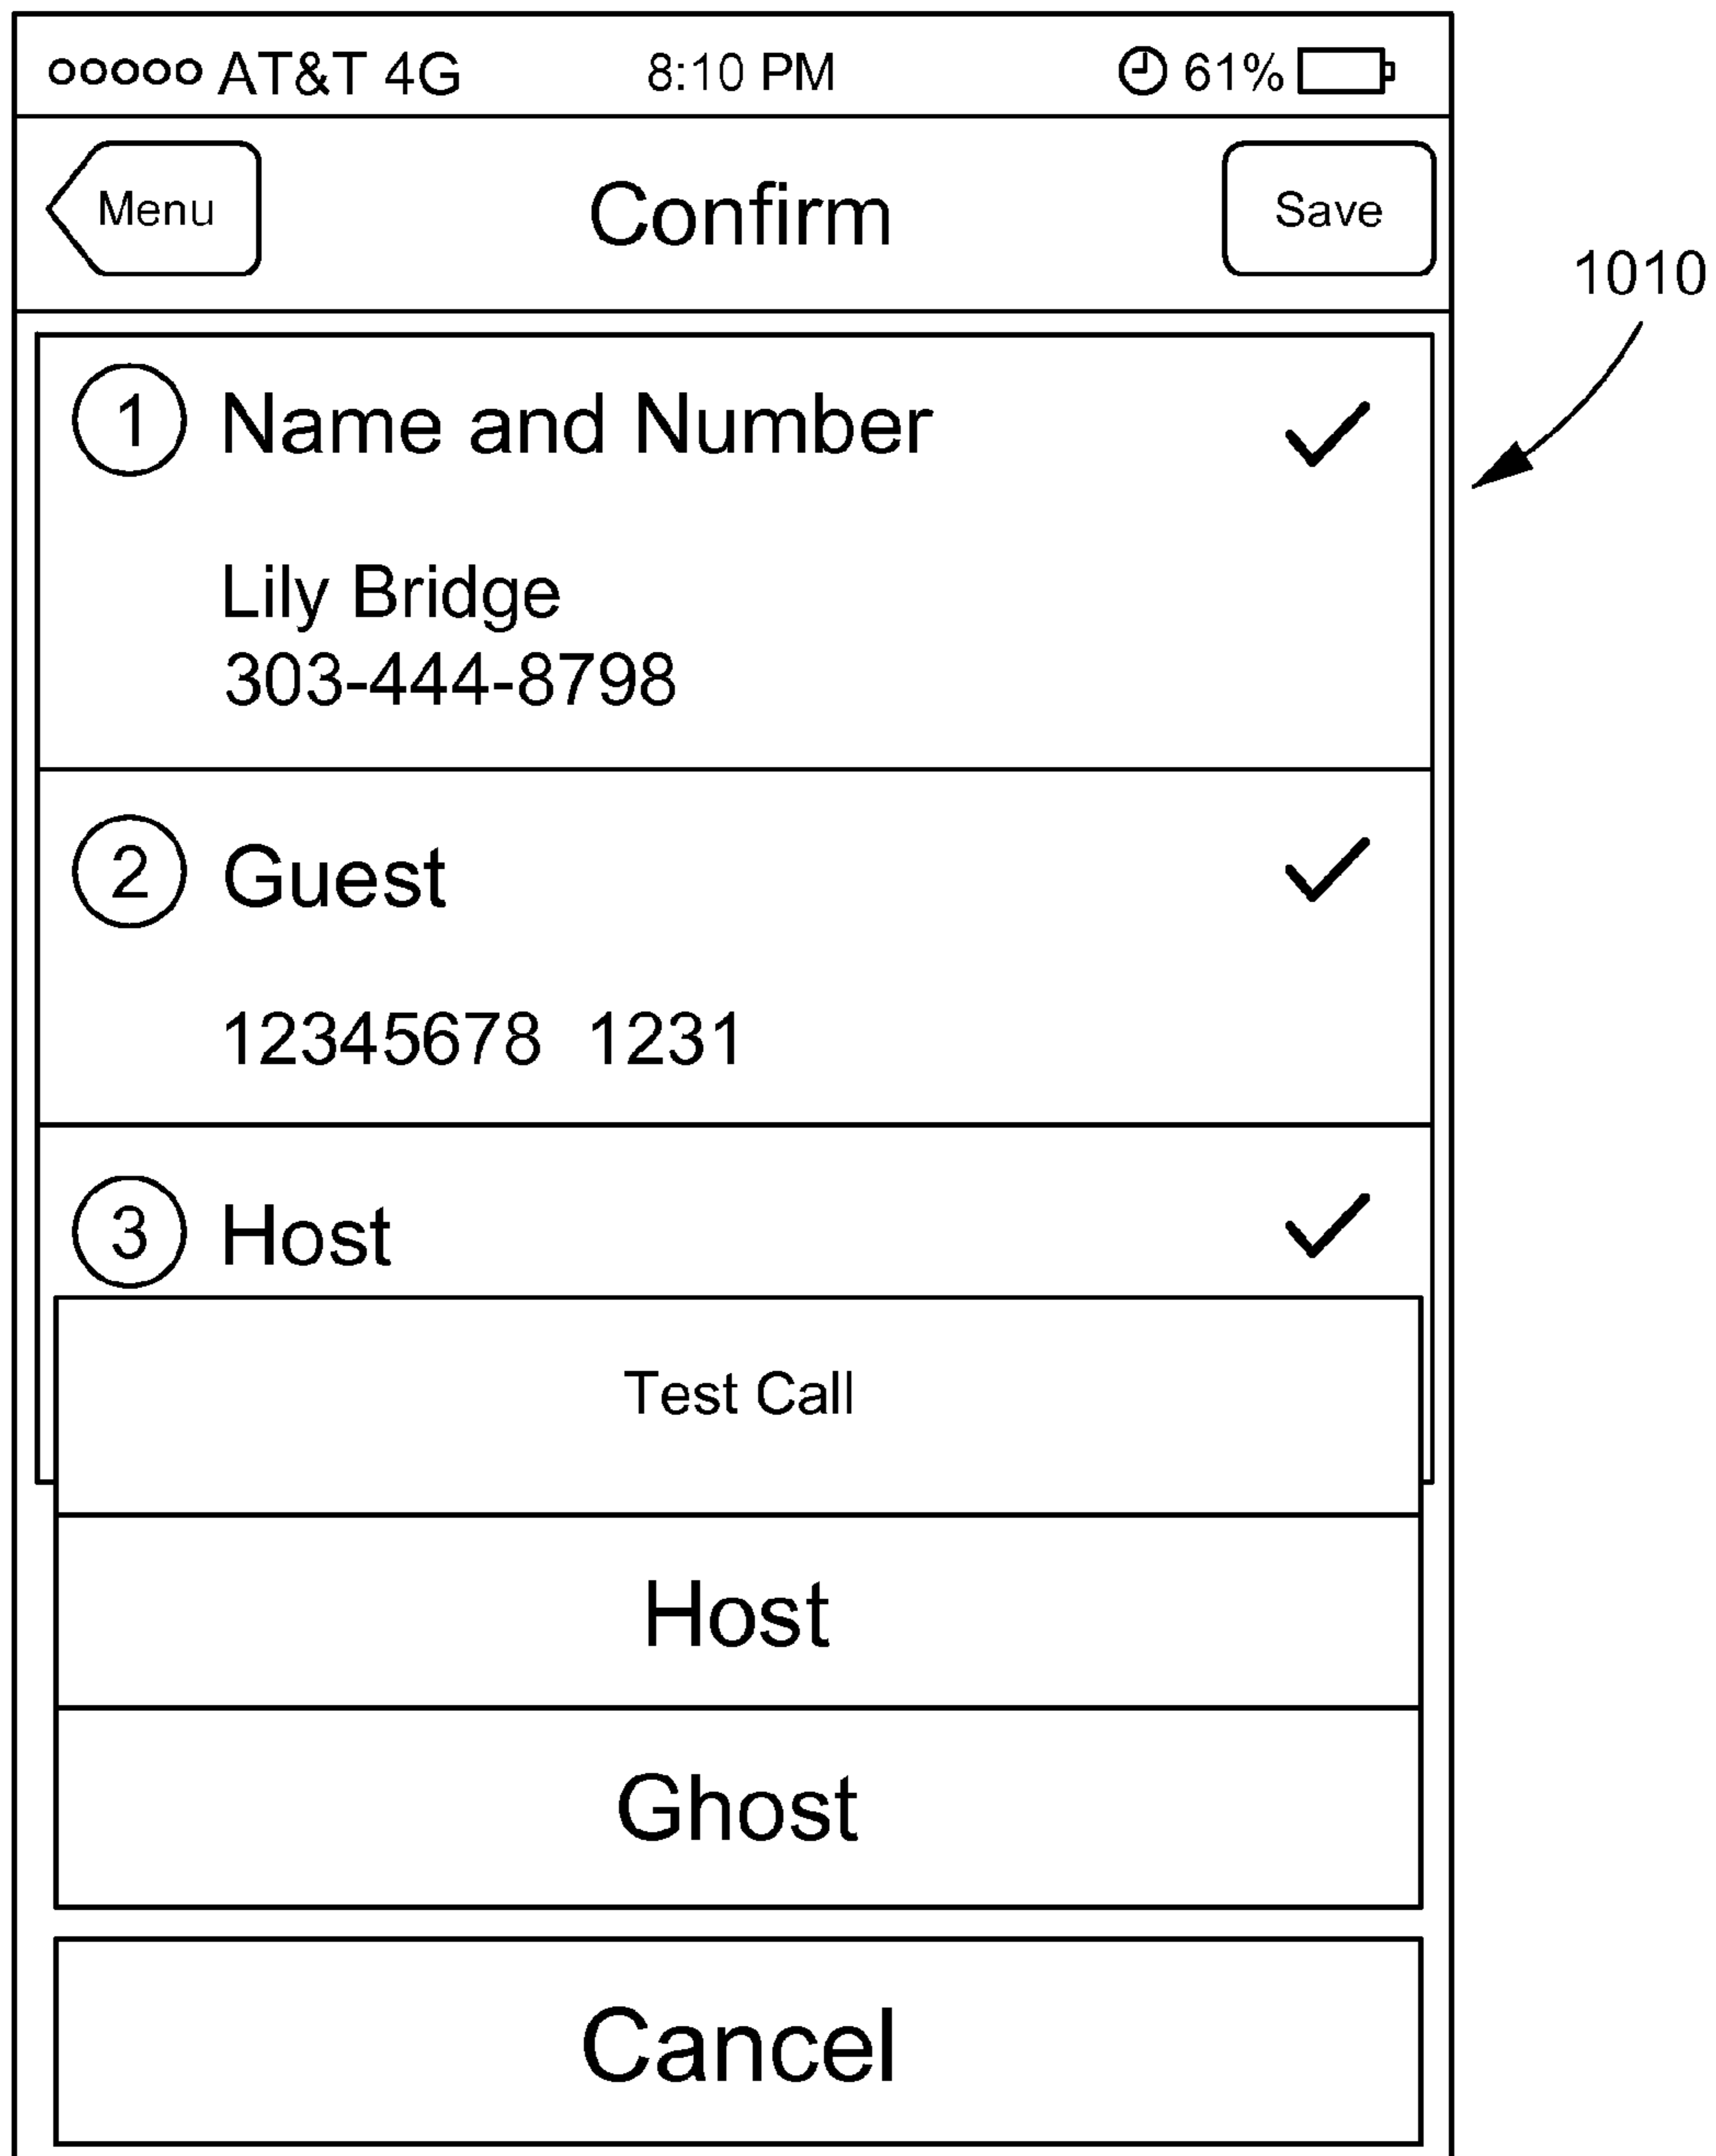 ooooo AT&T 4G 8:10 PM 61%
Menu Confirm Save
1010
1 Name and Number
Lily Bridge
303-444-8798
2 Guest
12345678 1231
3 Host
Test Call
Host
Ghost
Cancel